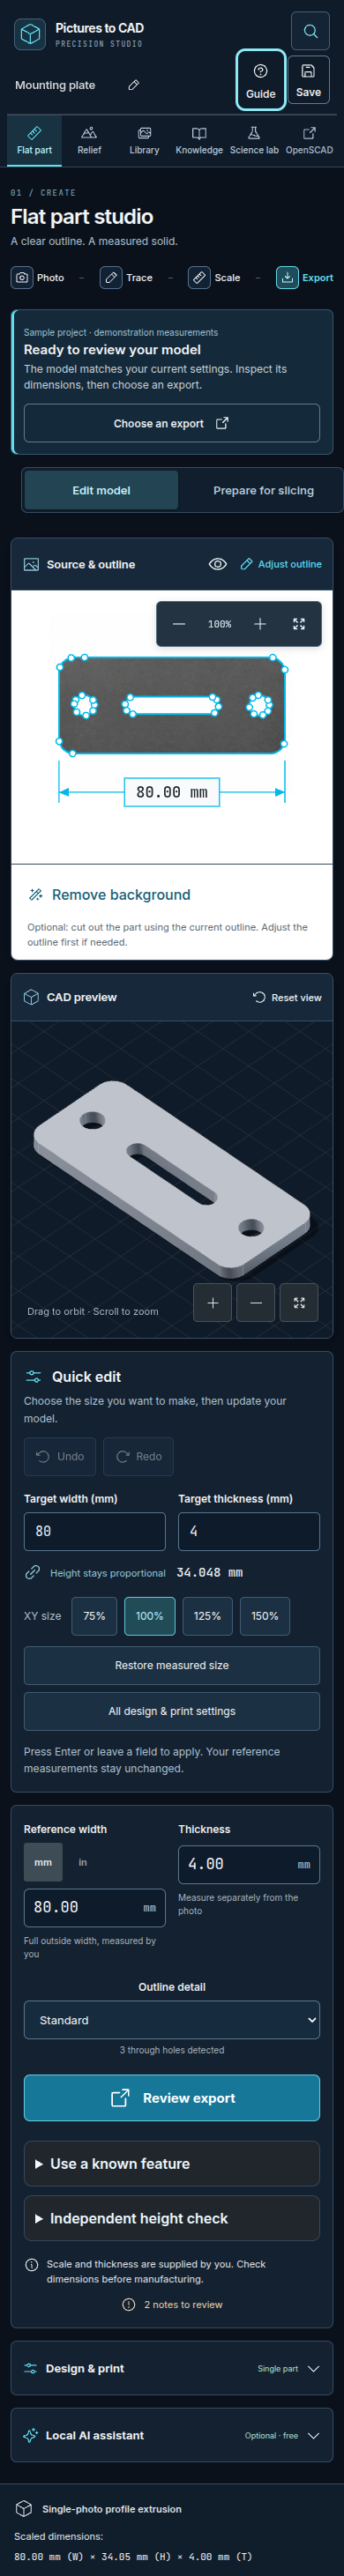 Pictures to CAD
PRECISION STUDIO
Mounting plate
Guide
Save
Flat part
Relief
Library
Knowledge
Science lab
OpenSCAD
01 / CREATE
Flat part studio
A clear outline. A measured solid.
Photo – Trace – Scale – Export
Sample project · demonstration measurements
Ready to review your model
The model matches your current settings. Inspect its
dimensions, then choose an export.
Choose an export
Edit model
Prepare for slicing
Source & outline
Adjust outline
100%
80.00 mm
Remove background
Optional: cut out the part using the current outline. Adjust the
outline first if needed.
CAD preview
Reset view
Drag to orbit · Scroll to zoom
Quick edit
Choose the size you want to make, then update your
model.
Undo
Redo
Target width (mm)
Target thickness (mm)
80
4
Height stays proportional 34.048 mm
XY size 75% 100% 125% 150%
Restore measured size
All design & print settings
Press Enter or leave a field to apply. Your reference
measurements stay unchanged.
Reference width
mm in
80.00 mm
Full outside width, measured by
you
Thickness
4.00 mm
Measure separately from the
photo
Outline detail
Standard
3 through holes detected
Review export
Use a known feature
Independent height check
Scale and thickness are supplied by you. Check
dimensions before manufacturing.
2 notes to review
Design & print
Single part
Local AI assistant
Optional · free
Single-photo profile extrusion
Scaled dimensions:
80.00 mm (W) × 34.05 mm (H) × 4.00 mm (T)